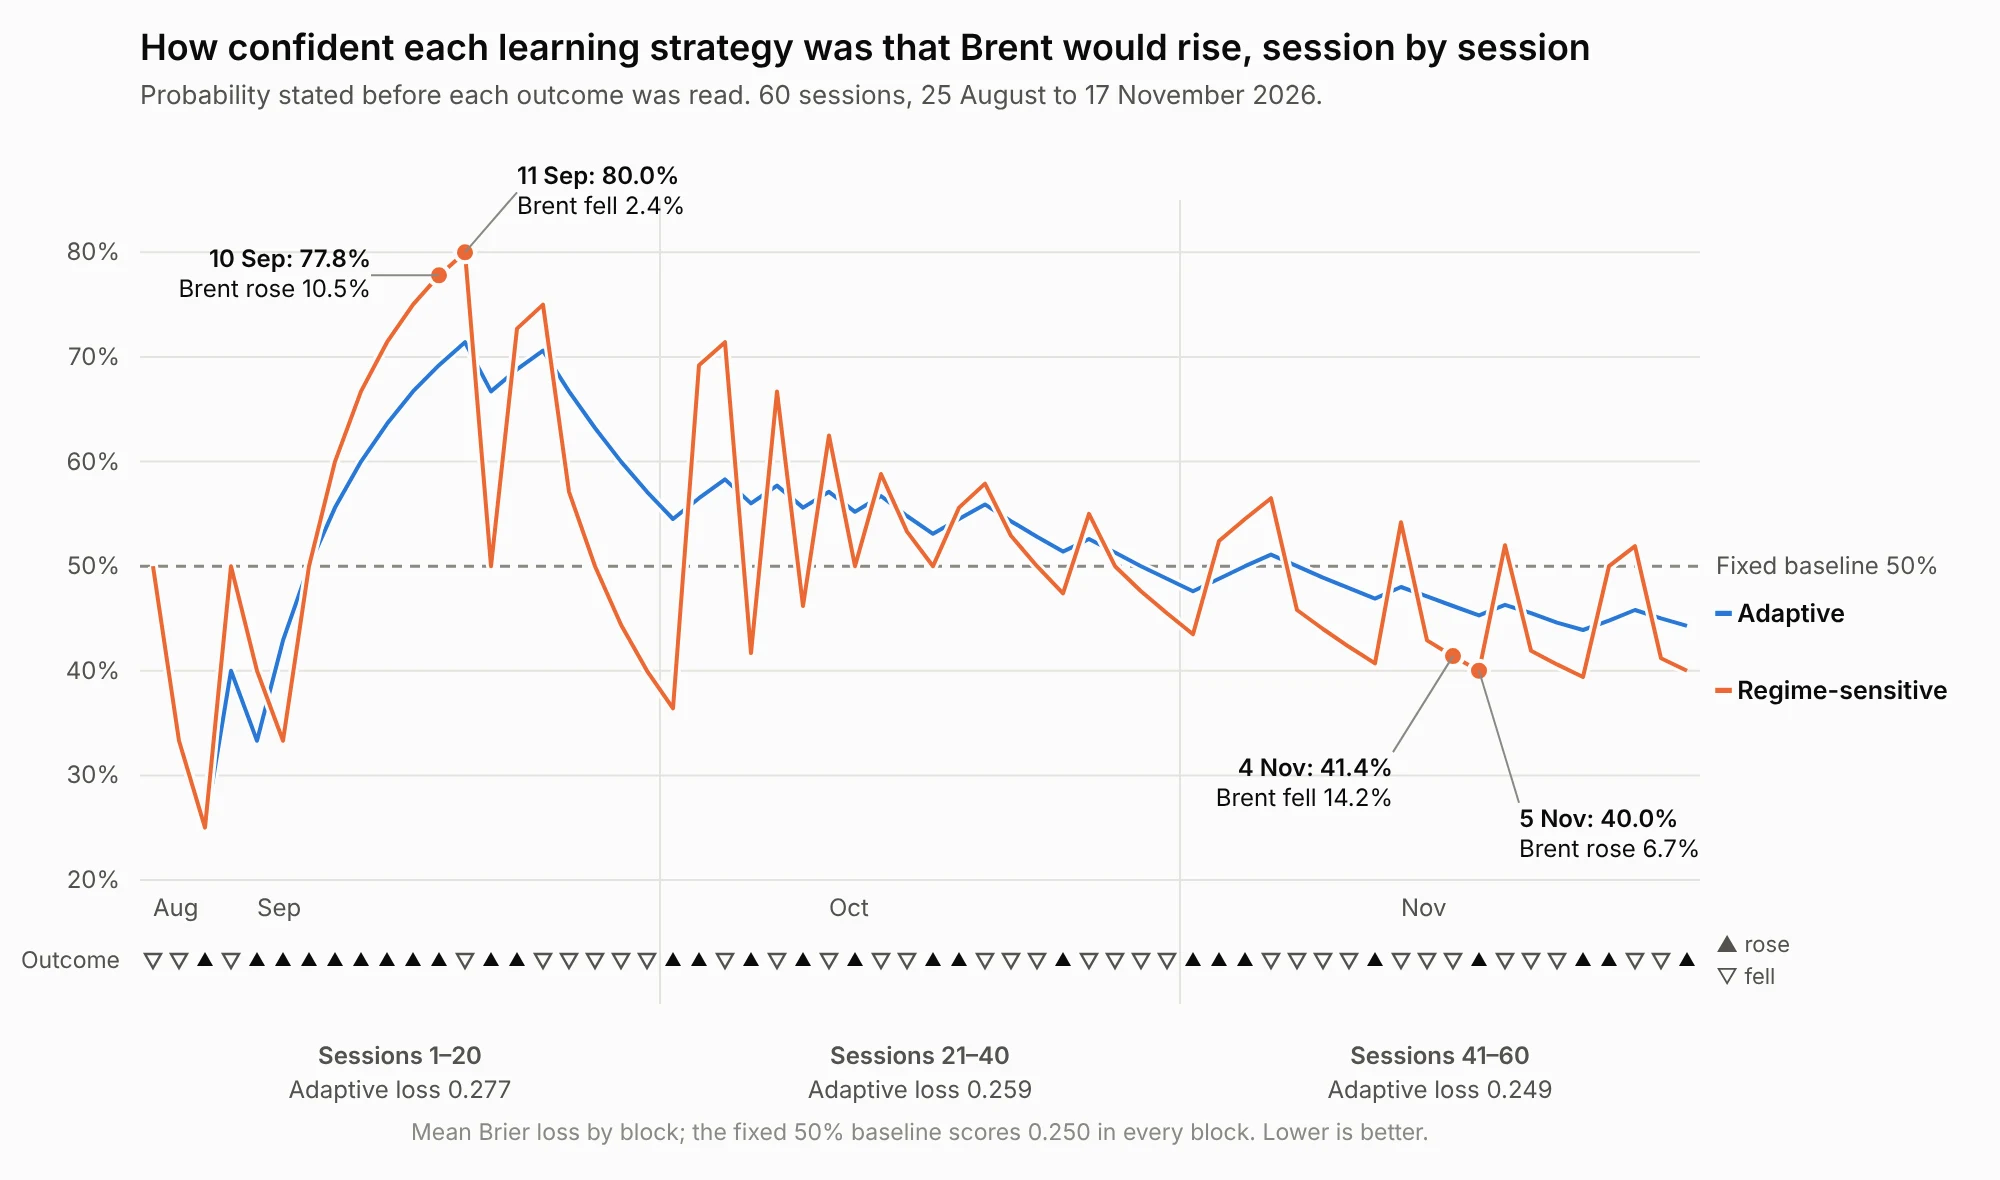 How confident each learning strategy was that Brent would rise, session by session
Probability stated before each outcome was read. 60 sessions, 25 August to 17 November 2026.
11 Sep: 80.0%
Brent fell 2.4%
10 Sep: 77.8%
Brent rose 10.5%
80%
70%
60%
50%
40%
30%
20%
Fixed baseline 50%
Adaptive
Regime-sensitive
4 Nov: 41.4%
Brent fell 14.2%
5 Nov: 40.0%
Brent rose 6.7%
Aug Sep Oct Nov
Outcome
▲ rose
▽ fell
Sessions 1–20
Adaptive loss 0.277
Sessions 21–40
Adaptive loss 0.259
Sessions 41–60
Adaptive loss 0.249
Mean Brier loss by block; the fixed 50% baseline scores 0.250 in every block. Lower is better.